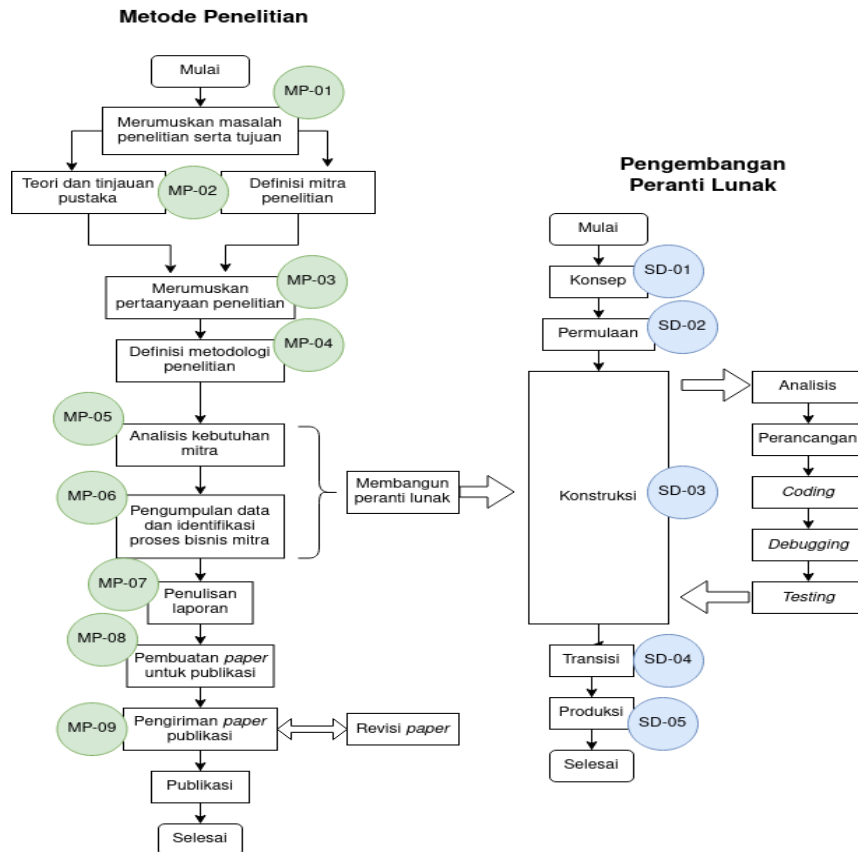 Metode Penelitian
Mulai
MP-01
Merumuskan masalah
penelitian serta tujuan
Teori dan tinjauan
pustaka
MP-02
Definisi mitra
penelitian
Merumuskan
pertaanyaan penelitian
MP-03
Definisi metodologi
penelitian
MP-04
MP-05
Analisis kebutuhan
mitra
MP-06
Pengumpulan data
dan identifikasi
proses bisnis mitra
Membangun
peranti lunak
MP-07
Penulisan
laporan
MP-08
Pembuatan paper
untuk publikasi
MP-09
Pengiriman paper
publikasi
Revisi paper
Publikasi
Selesai
Pengembangan
Peranti Lunak
Mulai
SD-01
Konsep
SD-02
Permulaan
Konstruksi
SD-03
Analisis
Perancangan
Coding
Debugging
Testing
Transisi
SD-04
Produksi
SD-05
Selesai